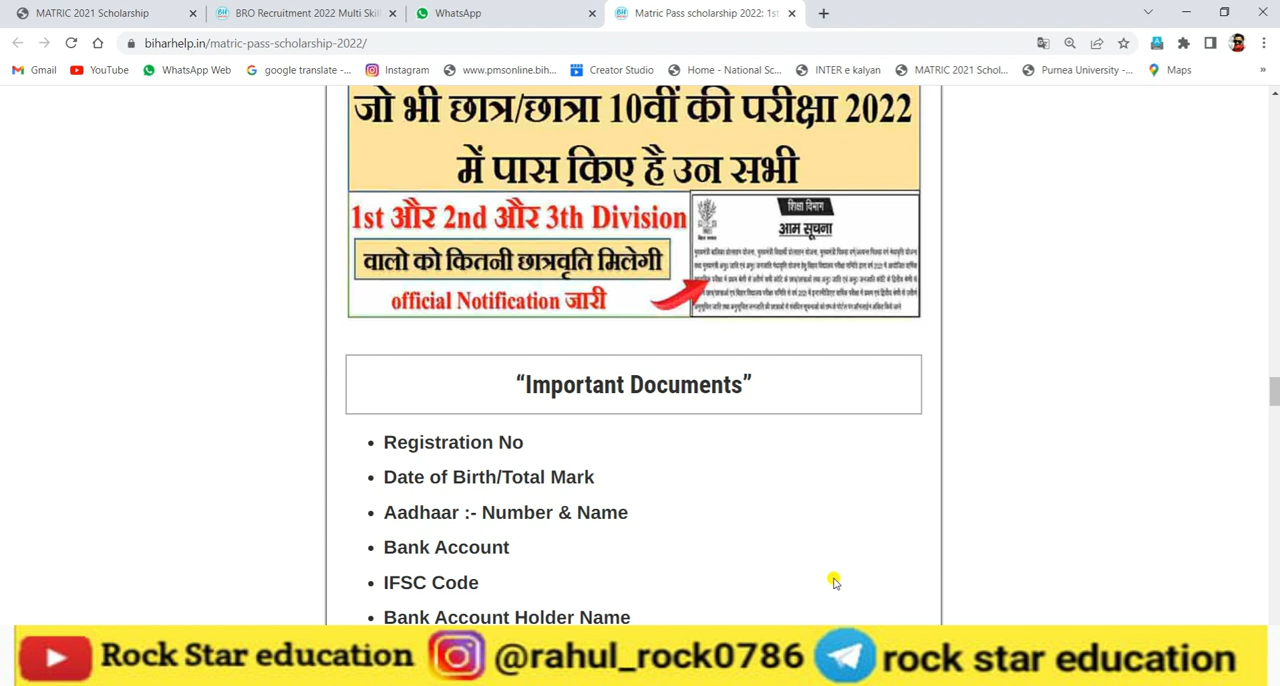 MATRIC 2021 Scholarship
BRO Recruitment 2022 Multi Skil
WhatsApp
Matric Pass scholarship 2022: 1st
biharhelp.in/matric-pass-scholarship-2022/
Gmail
YouTube
WhatsApp Web
google translate -...
Instagram
www.pmsonline.bih...
Creator Studio
Home - National Sc...
INTER e kalyan
MATRIC 2021 Schol...
Purnea University -...
Maps
»
जो भी छात्र/छात्रा 10वीं की परीक्षा 2022
में पास किए है उन सभी
1st और 2nd और 3th Division
वालो को कितनी छात्रवृति मिलेगी
official Notification जारी
शिक्षा विभाग
आम सूचना
“Important Documents”
• Registration No
• Date of Birth/Total Mark
• Aadhaar :- Number & Name
• Bank Account
• IFSC Code
• Bank Account Holder Name
Rock Star education
@rahul_rock0786
rock star education